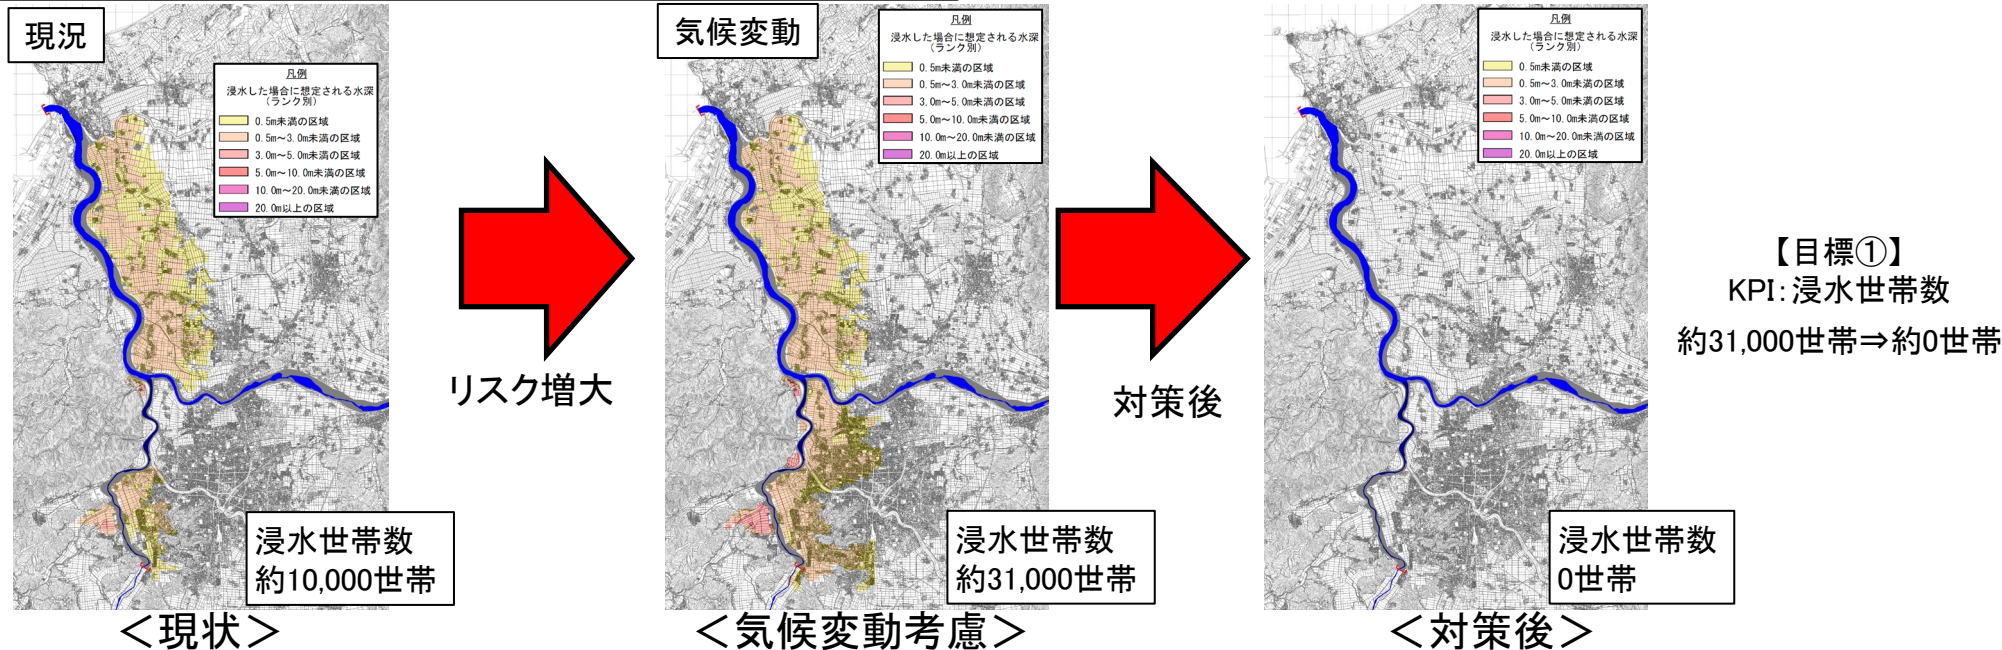 現況
凡例
浸水した場合に想定される水深
(ランク別)
0.5m未満の区域
0.5m～3.0m未満の区域
3.0m～5.0m未満の区域
5.0m～10.0m未満の区域
10.0m～20.0m未満の区域
20.0m以上の区域
浸水世帯数
約10,000世帯
＜現状＞
リスク増大
気候変動
凡例
浸水した場合に想定される水深
(ランク別)
0.5m未満の区域
0.5m～3.0m未満の区域
3.0m～5.0m未満の区域
5.0m～10.0m未満の区域
10.0m～20.0m未満の区域
20.0m以上の区域
浸水世帯数
約31,000世帯
＜気候変動考慮＞
対策後
凡例
浸水した場合に想定される水深
(ランク別)
0.5m未満の区域
0.5m～3.0m未満の区域
3.0m～5.0m未満の区域
5.0m～10.0m未満の区域
10.0m～20.0m未満の区域
20.0m以上の区域
浸水世帯数
0世帯
＜対策後＞
【目標①】
KPI：浸水世帯数
約31,000世帯⇒約0世帯